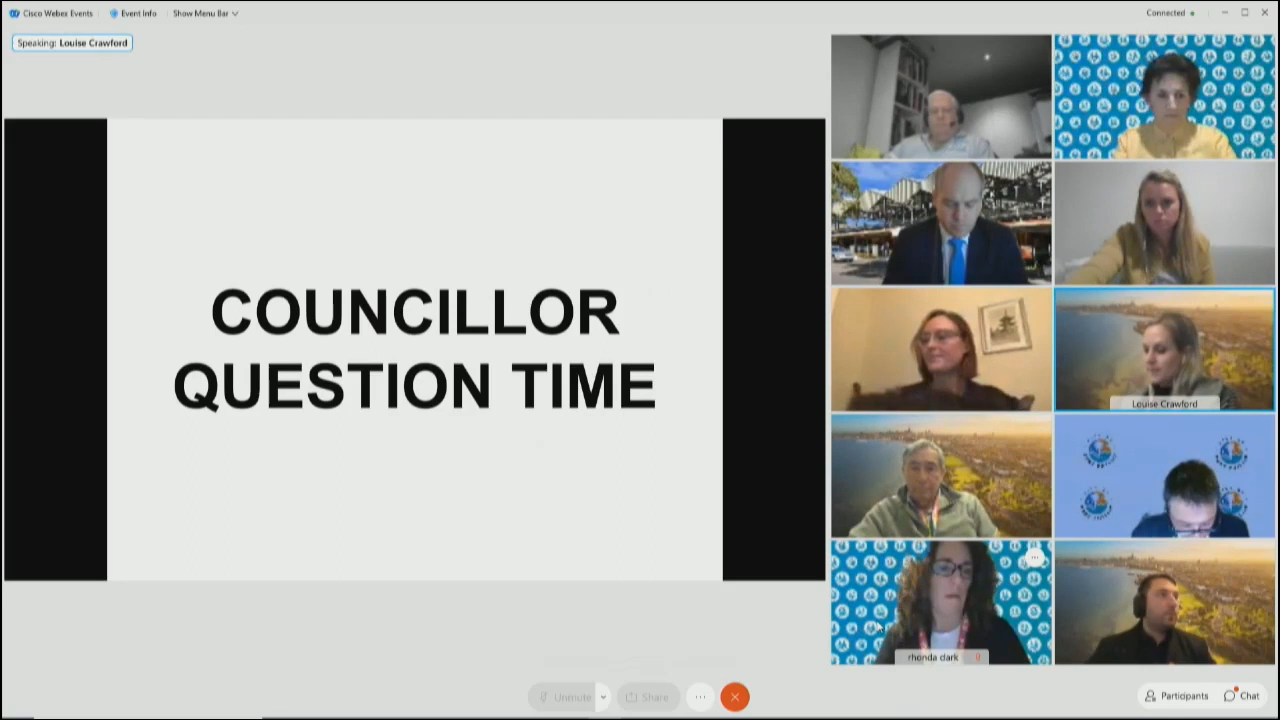 Cisco Webex Events
Event Info
Show Menu Bar
Connected
Speaking: Louise Crawford
COUNCILLOR
QUESTION TIME
Louise Crawford
rhonda clark
Unmute
Share
Participants
Chat